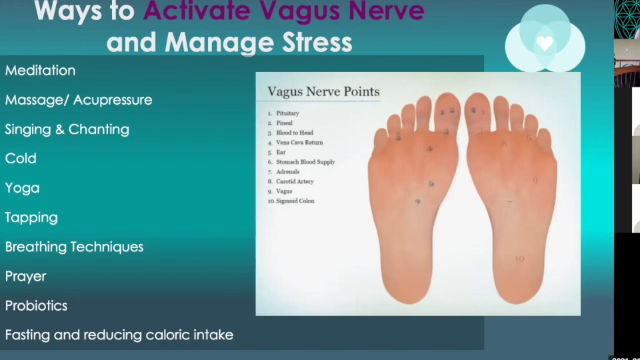 Ways to Activate Vagus Nerve
and Manage Stress
Meditation
Massage/ Acupressure
Singing & Chanting
Cold
Yoga
Tapping
Breathing Techniques
Prayer
Probiotics
Fasting and reducing caloric intake
Vagus Nerve Points
1. Pituitary
2. Pineal
3. Blood to Head
4. Vena Cava Return
5. Ear
6. Stomach Blood Supply
7. Adrenals
8. Carotid Artery
9. Vagus
10. Sigmoid Colon
10